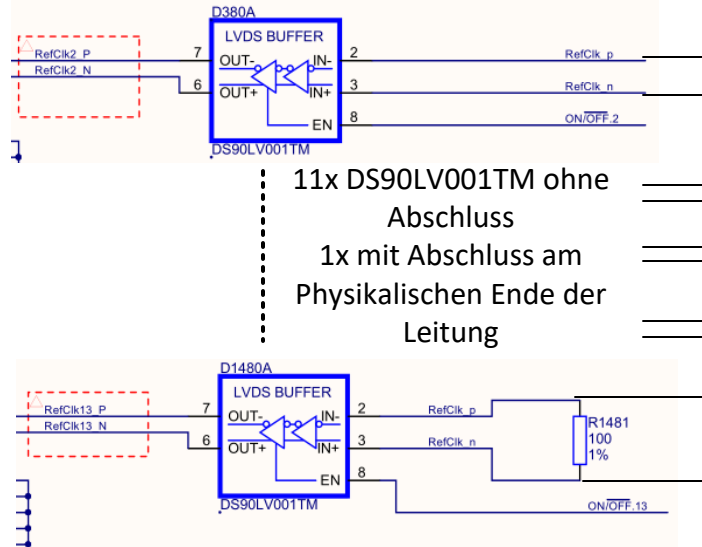 D380A
LVDS BUFFER
RefClk2_P 7 OUT- IN- 2 RefClk_p
RefClk2_N 6 OUT+ IN+ 3 RefClk_n
EN 8 ON/OFF.2
DS90LV001TM
11x DS90LV001TM ohne
Abschluss
1x mit Abschluss am
Physikalischen Ende der
Leitung
D1480A
LVDS BUFFER
RefClk13_P 7 OUT- IN- 2 RefClk_p
RefClk13_N 6 OUT+ IN+ 3 RefClk_n
R1481
100
1%
EN 8 ON/OFF.13
DS90LV001TM